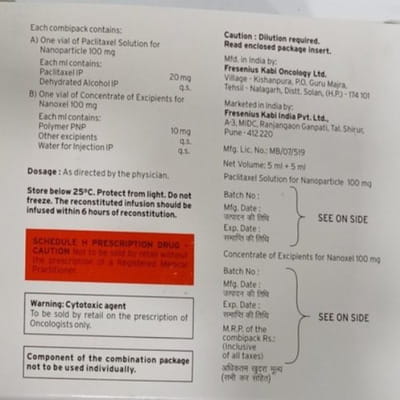 Each combipack contains:
A) One vial of Paclitaxel Solution for
Nanoparticle 100 mg
Each ml contains:
Paclitaxel IP 20 mg
Dehydrated Alcohol IP q.s.
B) One vial of Concentrate of Excipients for
Nanoxel 100 mg
Each ml contains:
Polymer PNP 10 mg
Other excipients q.s.
Water for Injection IP q.s.
Dosage : As directed by the physician.
Store below 25°C. Protect from light. Do not
freeze. The reconstituted infusion should be
infused within 6 hours of reconstitution.
SCHEDULE H PRESCRIPTION DRUG -
CAUTION Not to be sold by retail without
the prescription of a Registered Medical
Practitioner.
Warning: Cytotoxic agent
To be sold by retail on the prescription of
Oncologists only.
Component of the combination package
not to be used individually.
Caution : Dilution required.
Read enclosed package insert.
Mfd. in India by:
Fresenius Kabi Oncology Ltd.
Village - Kishanpura, P.O. Guru Majra,
Tehsil - Nalagarh, Distt. Solan, (H.P.) - 174 101
Marketed in India by:
Fresenius Kabi India Pvt. Ltd.,
A-3, MIDC, Ranjangaon Ganpati, Tal. Shirur,
Pune - 412 220
Mfg. Lic. No.: MB/07/519
Net Volume: 5 ml + 5 ml
Paclitaxel Solution for Nanoparticle 100 mg
Batch No :
Mfg. Date :
उत्पादन की तिथि
Exp. Date :
समाप्ति की तिथि
SEE ON SIDE
Concentrate of Excipients for Nanoxel 100 mg
Batch No :
Mfg. Date :
उत्पादन की तिथि
Exp. Date :
समाप्ति की तिथि
M.R.P. of the
combipack Rs.:
(Inclusive
of all taxes)
अधिकतम खुदरा मूल्य
(सभी कर सहित)
SEE ON SIDE